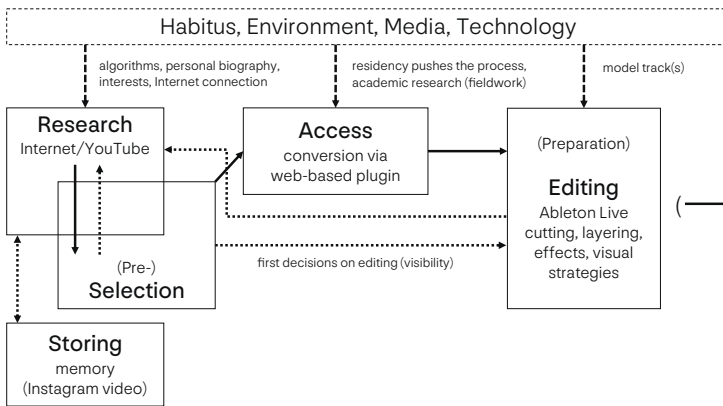 Habitus, Environment, Media, Technology
algorithms, personal biography,
interests, Internet connection
residency pushes the process,
academic research (fieldwork)
model track(s)
Research
Internet/YouTube
Access
conversion via
web-based plugin
(Preparation)
Editing
Ableton Live
cutting, layering,
effects, visual
strategies
(
(Pre-)
Selection
first decisions on editing (visibility)
Storing
memory
(Instagram video)